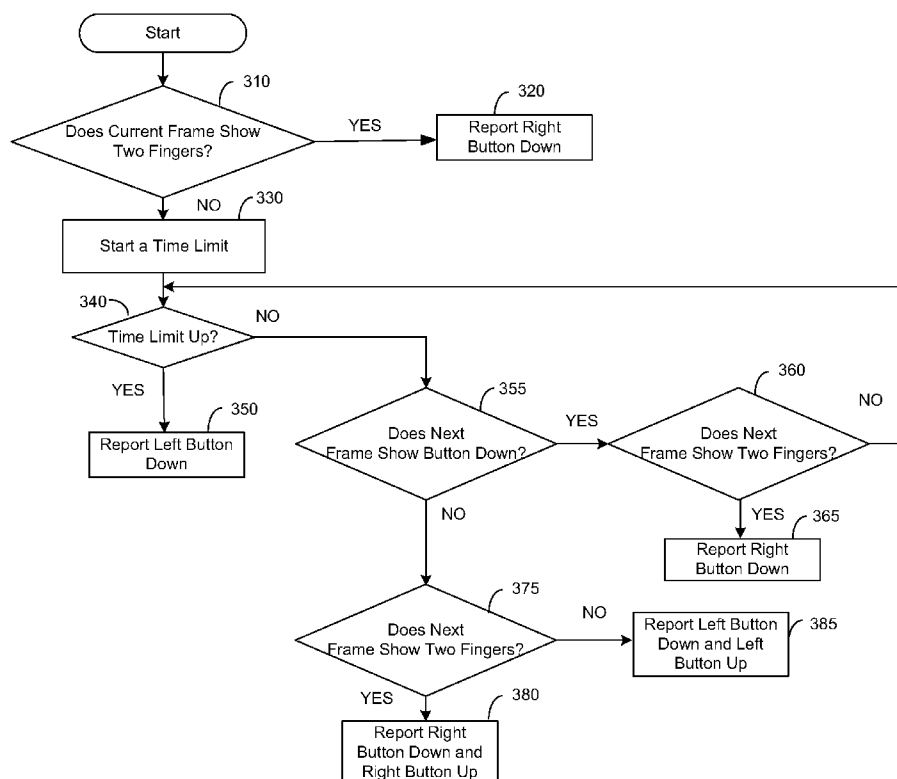 Start
310
Does Current Frame Show
Two Fingers?
YES
320
Report Right
Button Down
NO
330
Start a Time Limit
340
Time Limit Up?
NO
YES
350
Report Left Button
Down
355
Does Next
Frame Show Button Down?
YES
360
Does Next
Frame Show Two Fingers?
NO
YES
365
Report Right
Button Down
NO
375
Does Next
Frame Show Two Fingers?
NO
385
Report Left Button
Down and Left
Button Up
YES
380
Report Right
Button Down and
Right Button Up